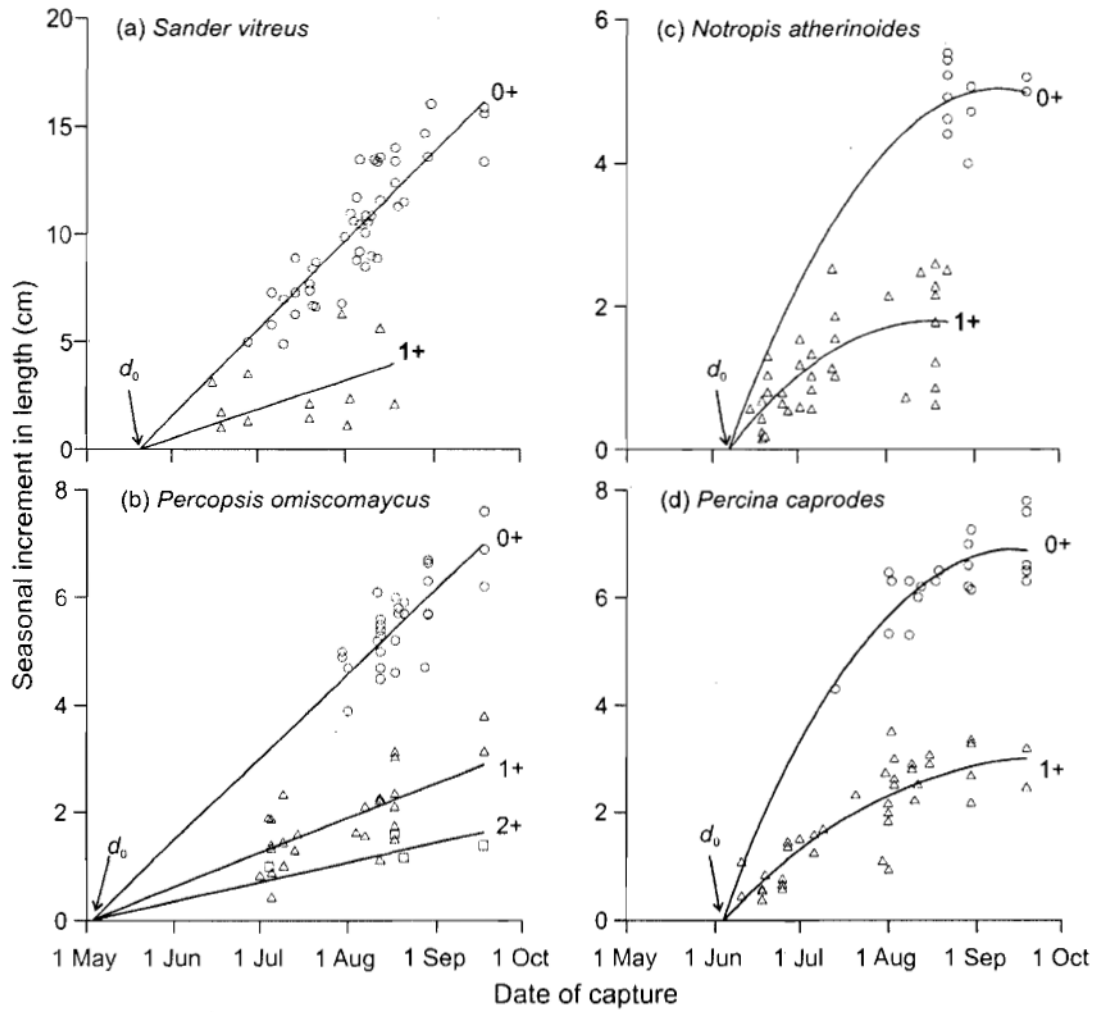 Seasonal increment in length (cm)
(a) Sander vitreus
20
15
10
5
0
0+
1+
d₀
(c) Notropis atherinoides
6
4
2
0
0+
1+
d₀
(b) Percopsis omiscomaycus
8
6
4
2
0
0+
1+
2+
d₀
1 May 1 Jun 1 Jul 1 Aug 1 Sep 1 Oct
(d) Percina caprodes
8
6
4
2
0
0+
1+
d₀
1 May 1 Jun 1 Jul 1 Aug 1 Sep 1 Oct
Date of capture